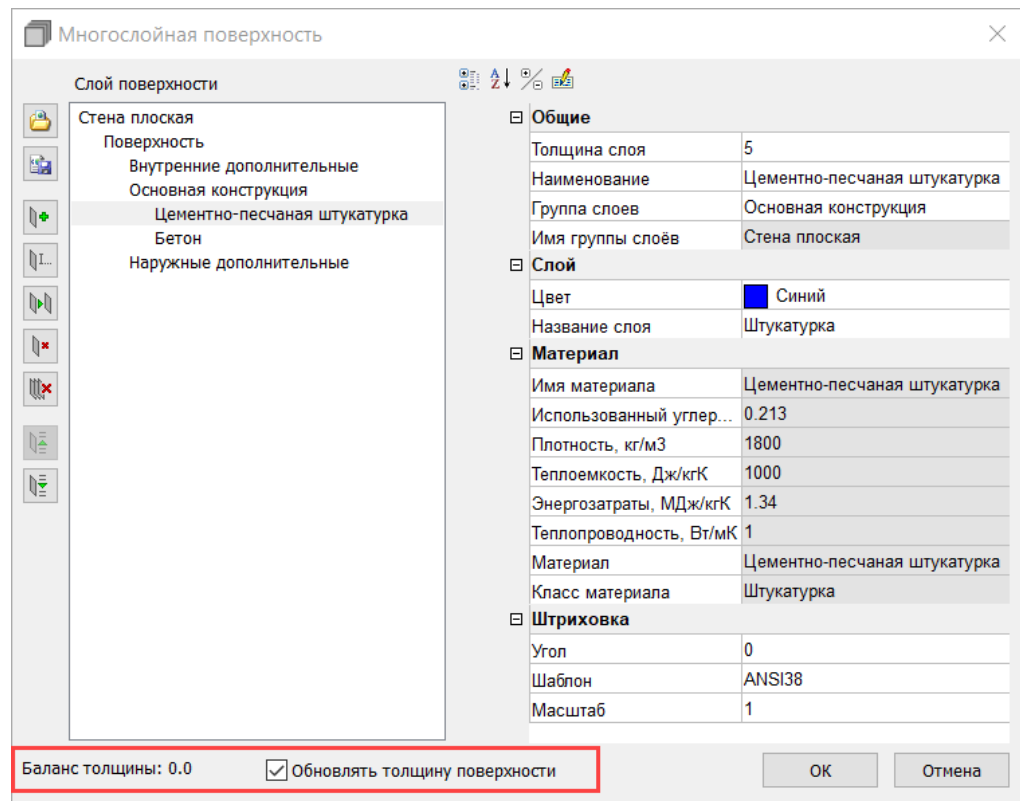 Многослойная поверхность
Слой поверхности
Стена плоская
Поверхность
Внутренние дополнительные
Основная конструкция
Цементно-песчаная штукатурка
Бетон
Наружные дополнительные
Общие
Толщина слоя 5
Наименование Цементно-песчаная штукатурка
Группа слоев Основная конструкция
Имя группы слоёв Стена плоская
Слой
Цвет Синий
Название слоя Штукатурка
Материал
Имя материала Цементно-песчаная штукатурка
Использованный углер... 0.213
Плотность, кг/м3 1800
Теплоемкость, Дж/кгК 1000
Энергозатраты, МДж/кгК 1.34
Теплопроводность, Вт/мК 1
Материал Цементно-песчаная штукатурка
Класс материала Штукатурка
Штриховка
Угол 0
Шаблон ANSI38
Масштаб 1
Баланс толщины: 0.0 Обновлять толщину поверхности ОК Отмена